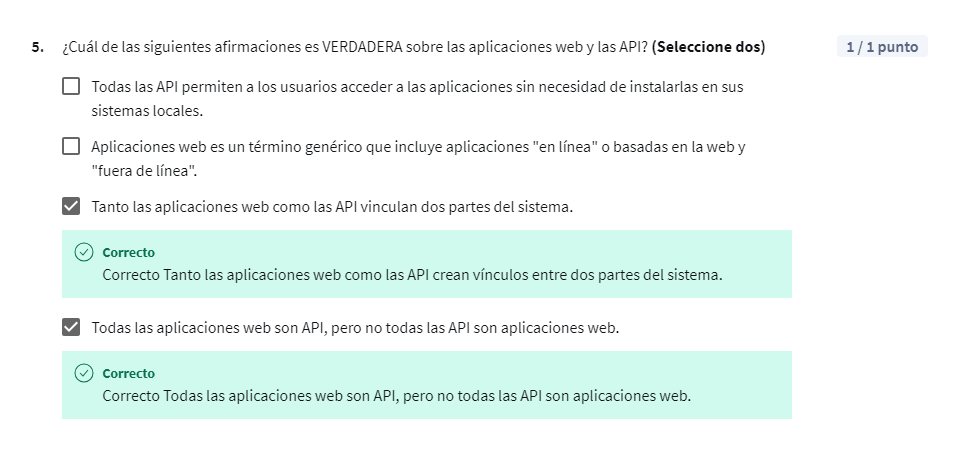 5. ¿Cuál de las siguientes afirmaciones es VERDADERA sobre las aplicaciones web y las API? (Seleccione dos)
1 / 1 punto
Todas las API permiten a los usuarios acceder a las aplicaciones sin necesidad de instalarlas en sus
sistemas locales.
Aplicaciones web es un término genérico que incluye aplicaciones "en línea" o basadas en la web y
"fuera de línea".
Tanto las aplicaciones web como las API vinculan dos partes del sistema.
Correcto
Correcto Tanto las aplicaciones web como las API crean vínculos entre dos partes del sistema.
Todas las aplicaciones web son API, pero no todas las API son aplicaciones web.
Correcto
Correcto Todas las aplicaciones web son API, pero no todas las API son aplicaciones web.